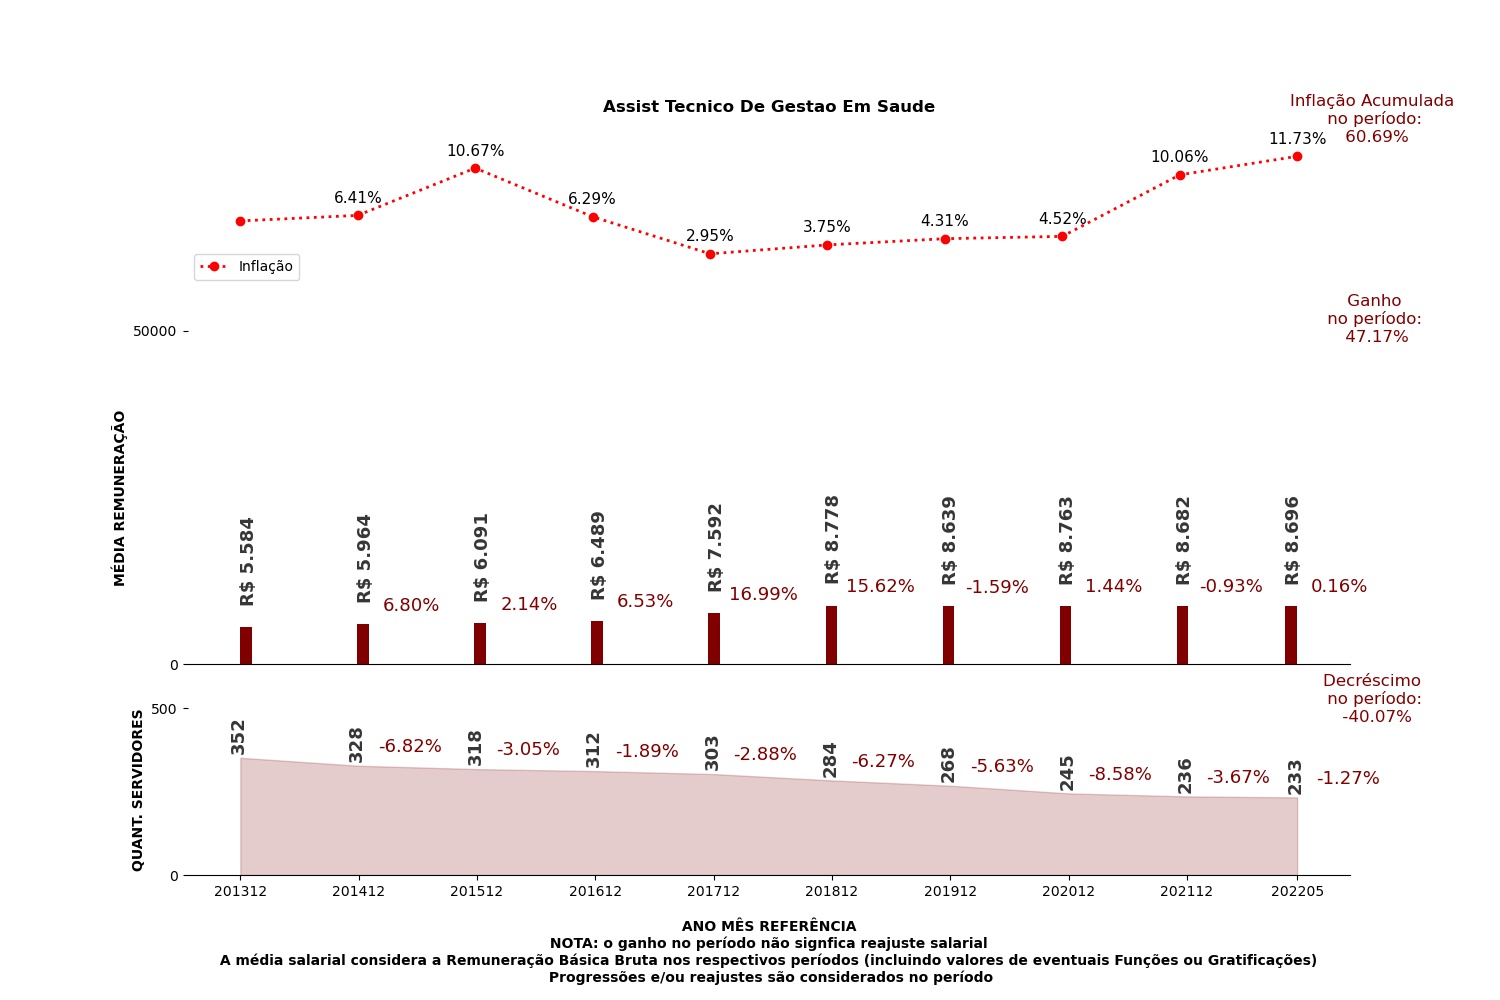 Assist Tecnico De Gestao Em Saude
Inflação Acumulada
no período:
60.69%
6.41%
10.67%
6.29%
2.95%
3.75%
4.31%
4.52%
10.06%
11.73%
Inflação
Ganho
no período:
47.17%
50000
0
MÉDIA REMUNERAÇÃO
R$ 5.584
R$ 5.964
R$ 6.091
R$ 6.489
R$ 7.592
R$ 8.778
R$ 8.639
R$ 8.763
R$ 8.682
R$ 8.696
6.80%
2.14%
6.53%
16.99%
15.62%
-1.59%
1.44%
-0.93%
0.16%
Decréscimo
no período:
-40.07%
500
0
QUANT. SERVIDORES
352
328
318
312
303
284
268
245
236
233
-6.82%
-3.05%
-1.89%
-2.88%
-6.27%
-5.63%
-8.58%
-3.67%
-1.27%
201312
201412
201512
201612
201712
201812
201912
202012
202112
202205
ANO MÊS REFERÊNCIA
NOTA: o ganho no período não signfica reajuste salarial
A média salarial considera a Remuneração Básica Bruta nos respectivos períodos (incluindo valores de eventuais Funções ou Gratificações)
Progressões e/ou reajustes são considerados no período